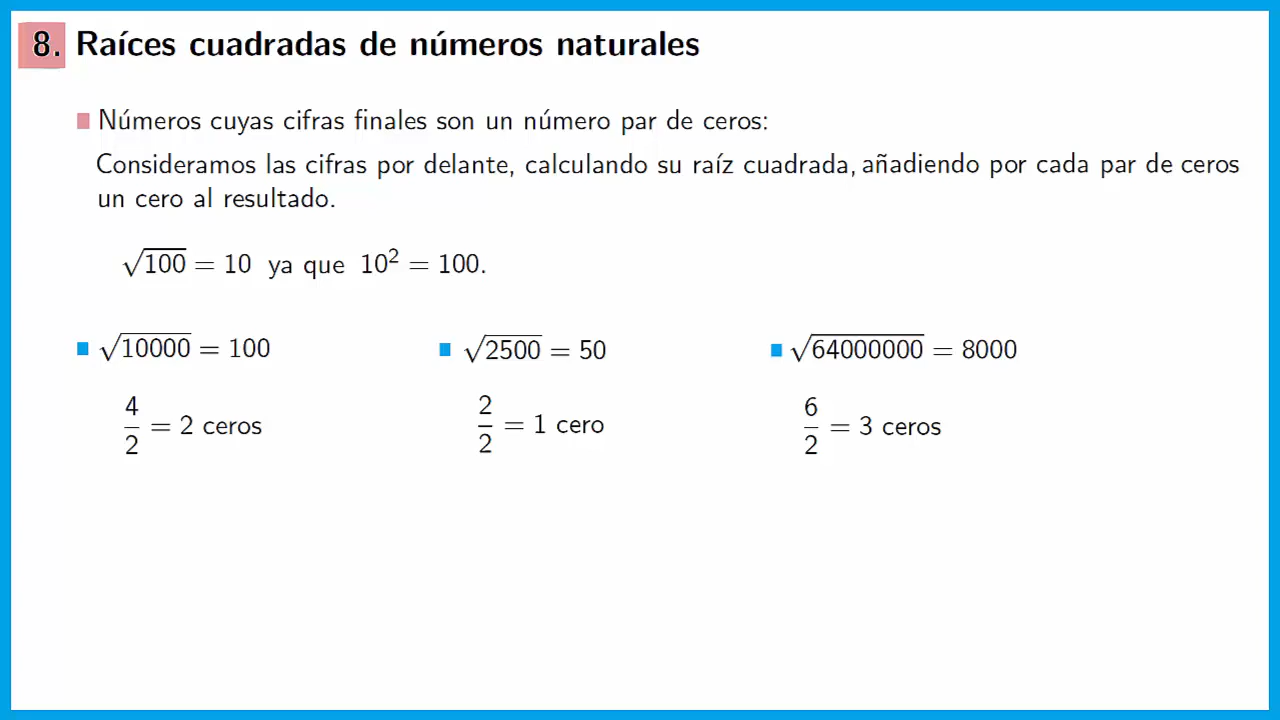 8. Raíces cuadradas de números naturales
Números cuyas cifras finales son un número par de ceros:
Consideramos las cifras por delante, calculando su raíz cuadrada, añadiendo por cada par de ceros
un cero al resultado.
√100 = 10 ya que 10² = 100.
√10000 = 100
√2500 = 50
√64000000 = 8000
4/2 = 2 ceros
2/2 = 1 cero
6/2 = 3 ceros